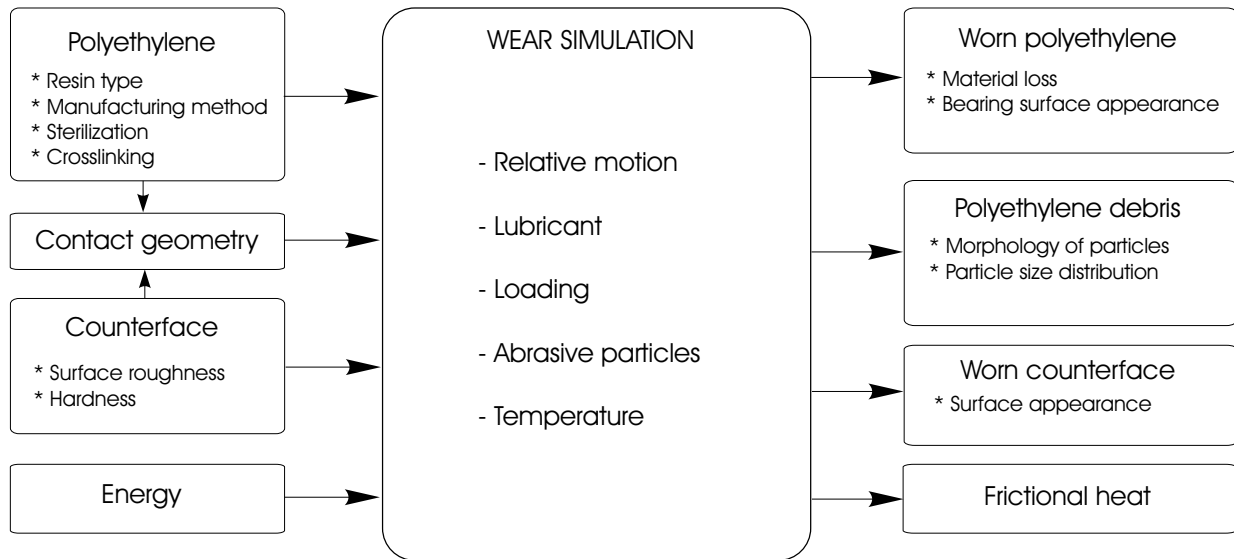 Polyethylene
* Resin type
* Manufacturing method
* Sterilization
* Crosslinking
Contact geometry
Counterface
* Surface roughness
* Hardness
Energy
WEAR SIMULATION
- Relative motion
- Lubricant
- Loading
- Abrasive particles
- Temperature
Worn polyethylene
* Material loss
* Bearing surface appearance
Polyethylene debris
* Morphology of particles
* Particle size distribution
Worn counterface
* Surface appearance
Frictional heat